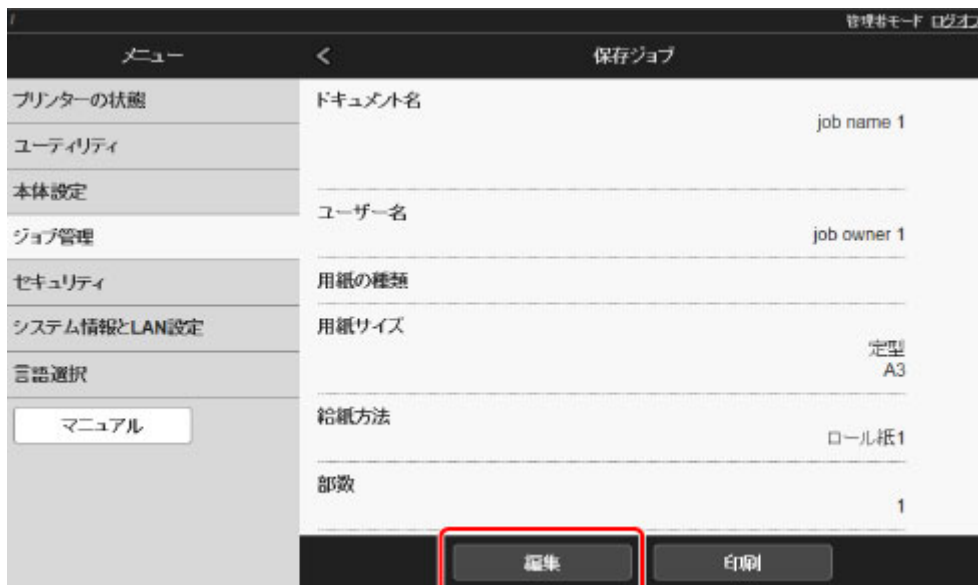 /
管理者モード ログオフ
メニュー
<
保存ジョブ
プリンターの状態
ユーティリティ
本体設定
ジョブ管理
セキュリティ
システム情報とLAN設定
言語選択
マニュアル
ドキュメント名
job name 1
ユーザー名
job owner 1
用紙の種類
用紙サイズ
定型
A3
給紙方法
ロール紙1
部数
1
編集
印刷